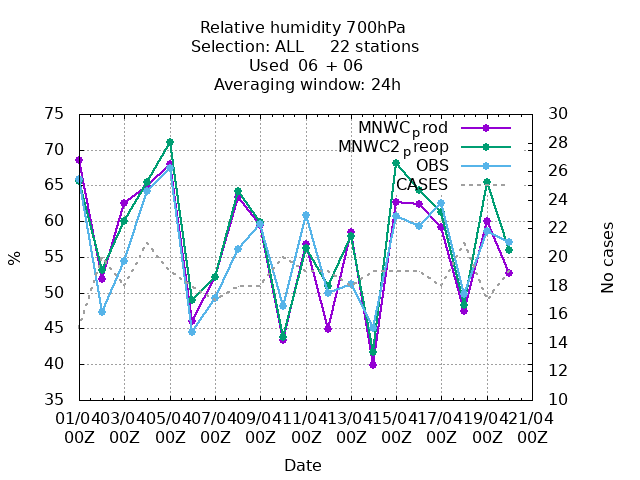 Relative humidity 700hPa
Selection: ALL 22 stations
Used 06 + 06
Averaging window: 24h
75
70
65
60
55
50
45
40
35
30
28
26
24
22
20
18
16
14
12
10
%
No cases
MNWCprod
MNWC2preop
OBS
CASES
01/04 03/04 05/04 07/04 09/04 11/04 13/04 15/04 17/04 19/04 21/04
00Z 00Z 00Z 00Z 00Z 00Z 00Z 00Z 00Z 00Z 00Z
Date